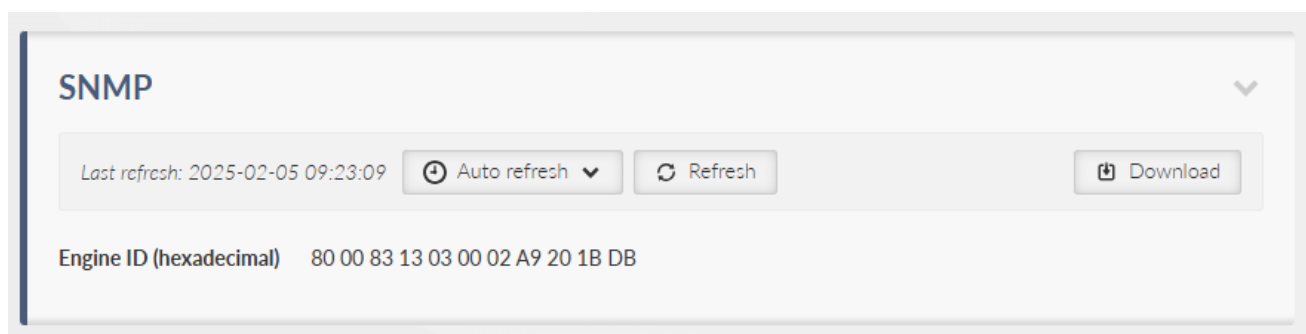 SNMP
Last refresh: 2025-02-05 09:23:09 Auto refresh Refresh Download
Engine ID (hexadecimal) 80 00 83 13 03 00 02 A9 20 1B DB